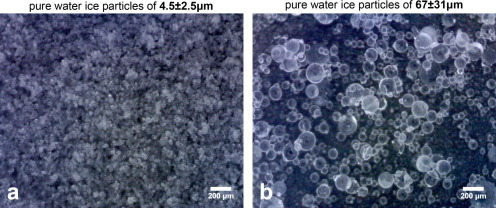 pure water ice particles of 4.5±2.5µm
pure water ice particles of 67±31µm
a
200 µm
b
200 µm